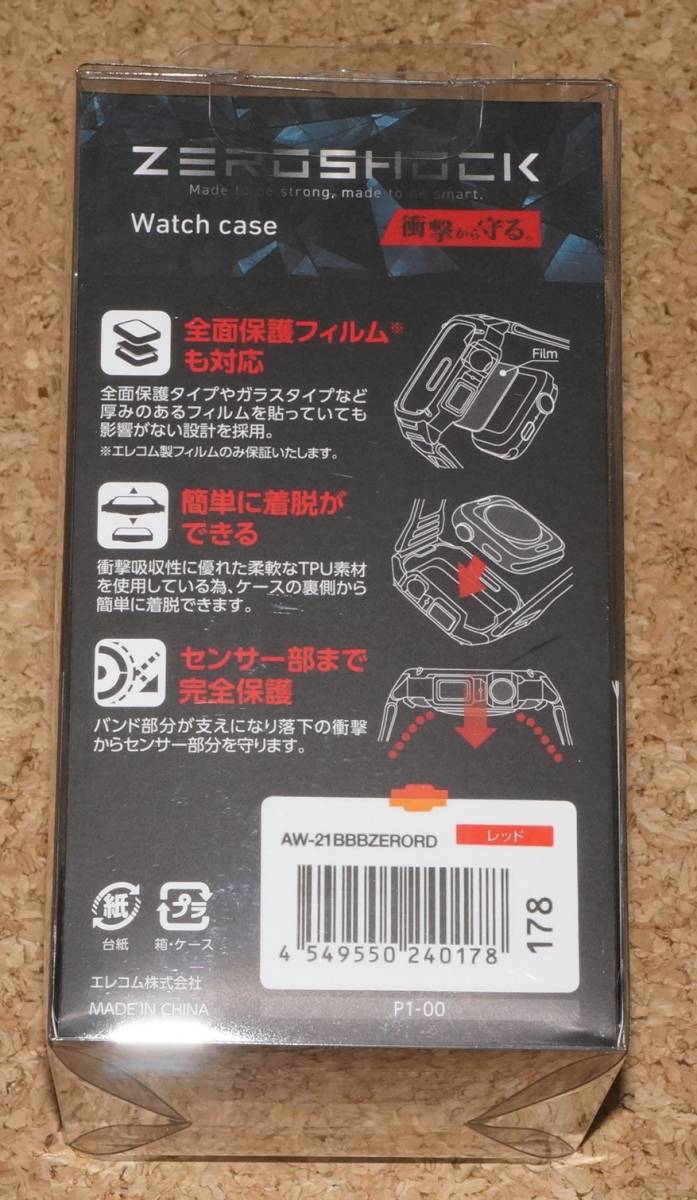 ZEROSHOCK
Made to be strong, made to be smart.
Watch case
衝撃から守る。
全面保護フィルム※
も対応
Film
全面保護タイプやガラスタイプなど
厚みのあるフィルムを貼っていても
影響がない設計を採用。
※エレコム製フィルムのみ保証いたします。
簡単に着脱が
できる
衝撃吸収性に優れた柔軟なTPU素材
を使用している為、ケースの裏側から
簡単に着脱できます。
センサー部まで
完全保護
バンド部分が支えになり落下の衝撃
からセンサー部分を守ります。
AW-21BBBZERORD
レッド
4 549550 240178
178
紙
プラ
台紙
箱・ケース
エレコム株式会社
MADE IN CHINA
P1-00